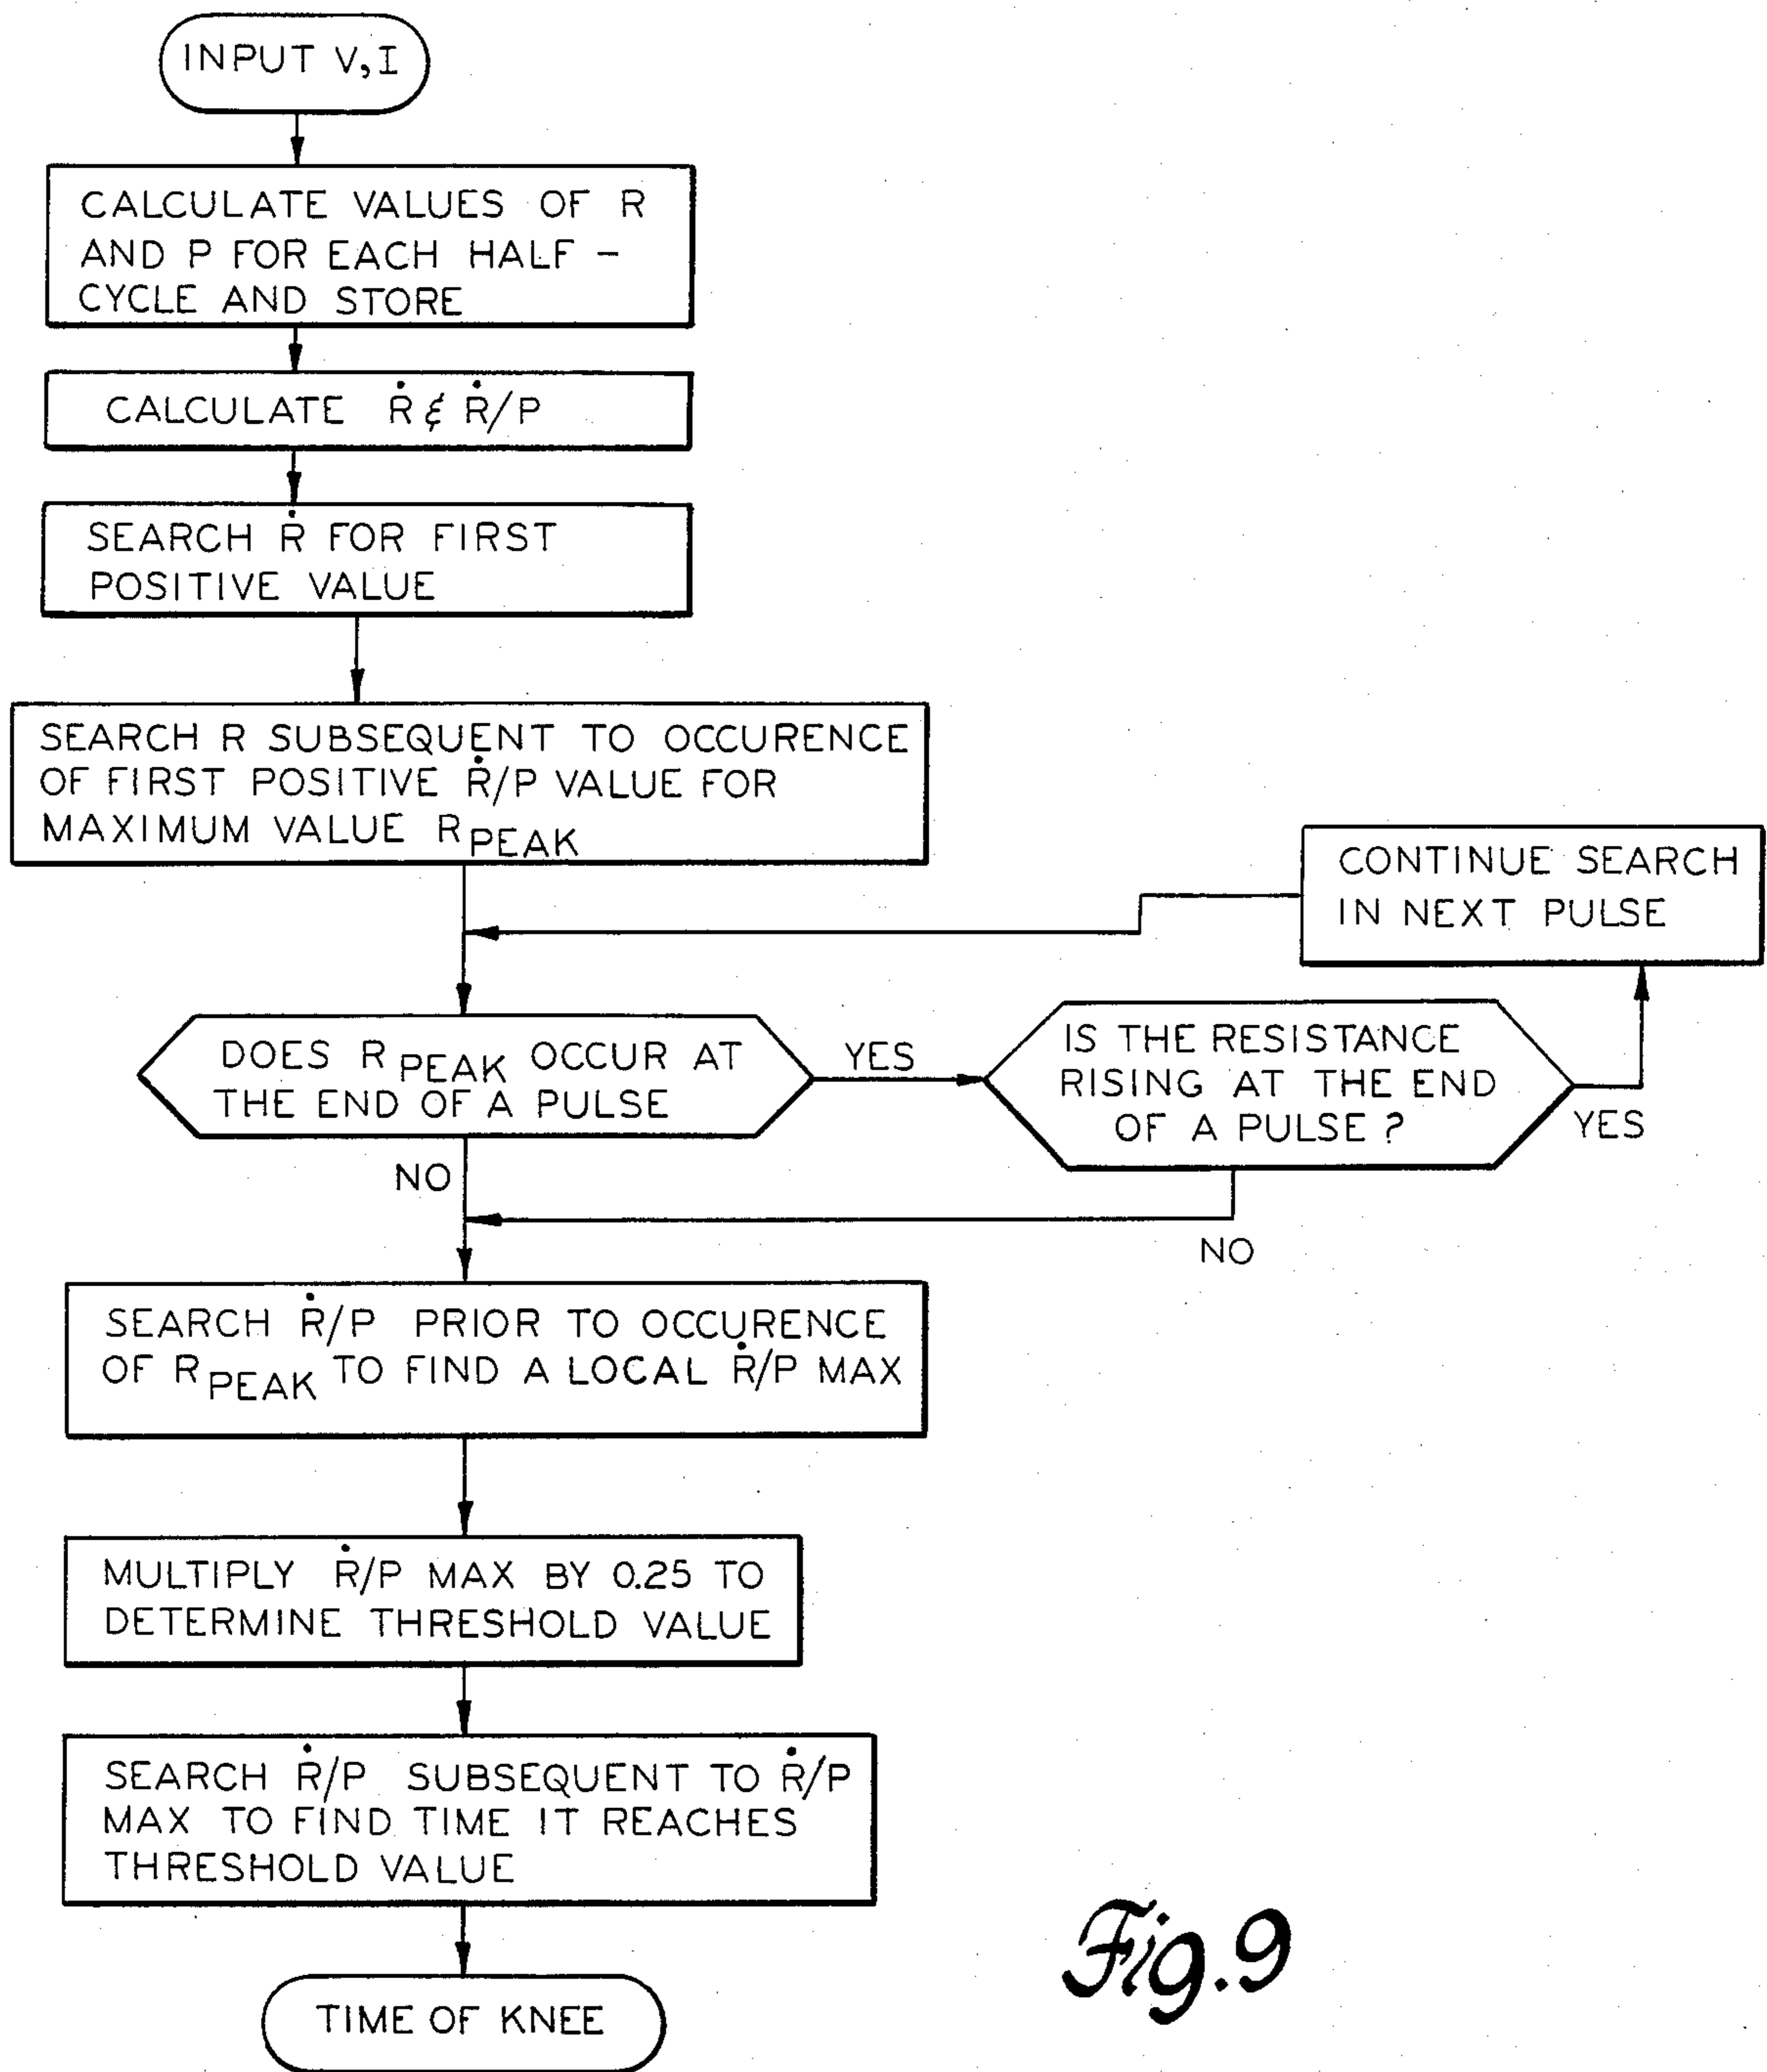 INPUT V, I
CALCULATE VALUES OF R
AND P FOR EACH HALF -
CYCLE AND STORE
CALCULATE Ṙ & Ṙ/P
SEARCH Ṙ FOR FIRST
POSITIVE VALUE
SEARCH R SUBSEQUENT TO OCCURENCE
OF FIRST POSITIVE Ṙ/P VALUE FOR
MAXIMUM VALUE R PEAK
CONTINUE SEARCH
IN NEXT PULSE
DOES R PEAK OCCUR AT
THE END OF A PULSE
YES
IS THE RESISTANCE
RISING AT THE END
OF A PULSE ?
YES
NO
NO
SEARCH Ṙ/P PRIOR TO OCCURENCE
OF R PEAK TO FIND A LOCAL Ṙ/P MAX
MULTIPLY Ṙ/P MAX BY 0.25 TO
DETERMINE THRESHOLD VALUE
SEARCH Ṙ/P SUBSEQUENT TO Ṙ/P
MAX TO FIND TIME IT REACHES
THRESHOLD VALUE
TIME OF KNEE
Fig. 9